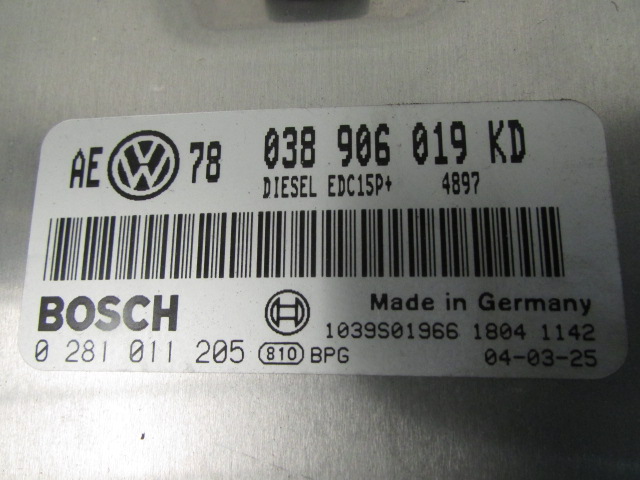 AE VW 78 038 906 019 KD
DIESEL EDC15P+ 4897
BOSCH Made in Germany
1039S01966 1804 1142
0 281 011 205 810 BPG 04-03-25